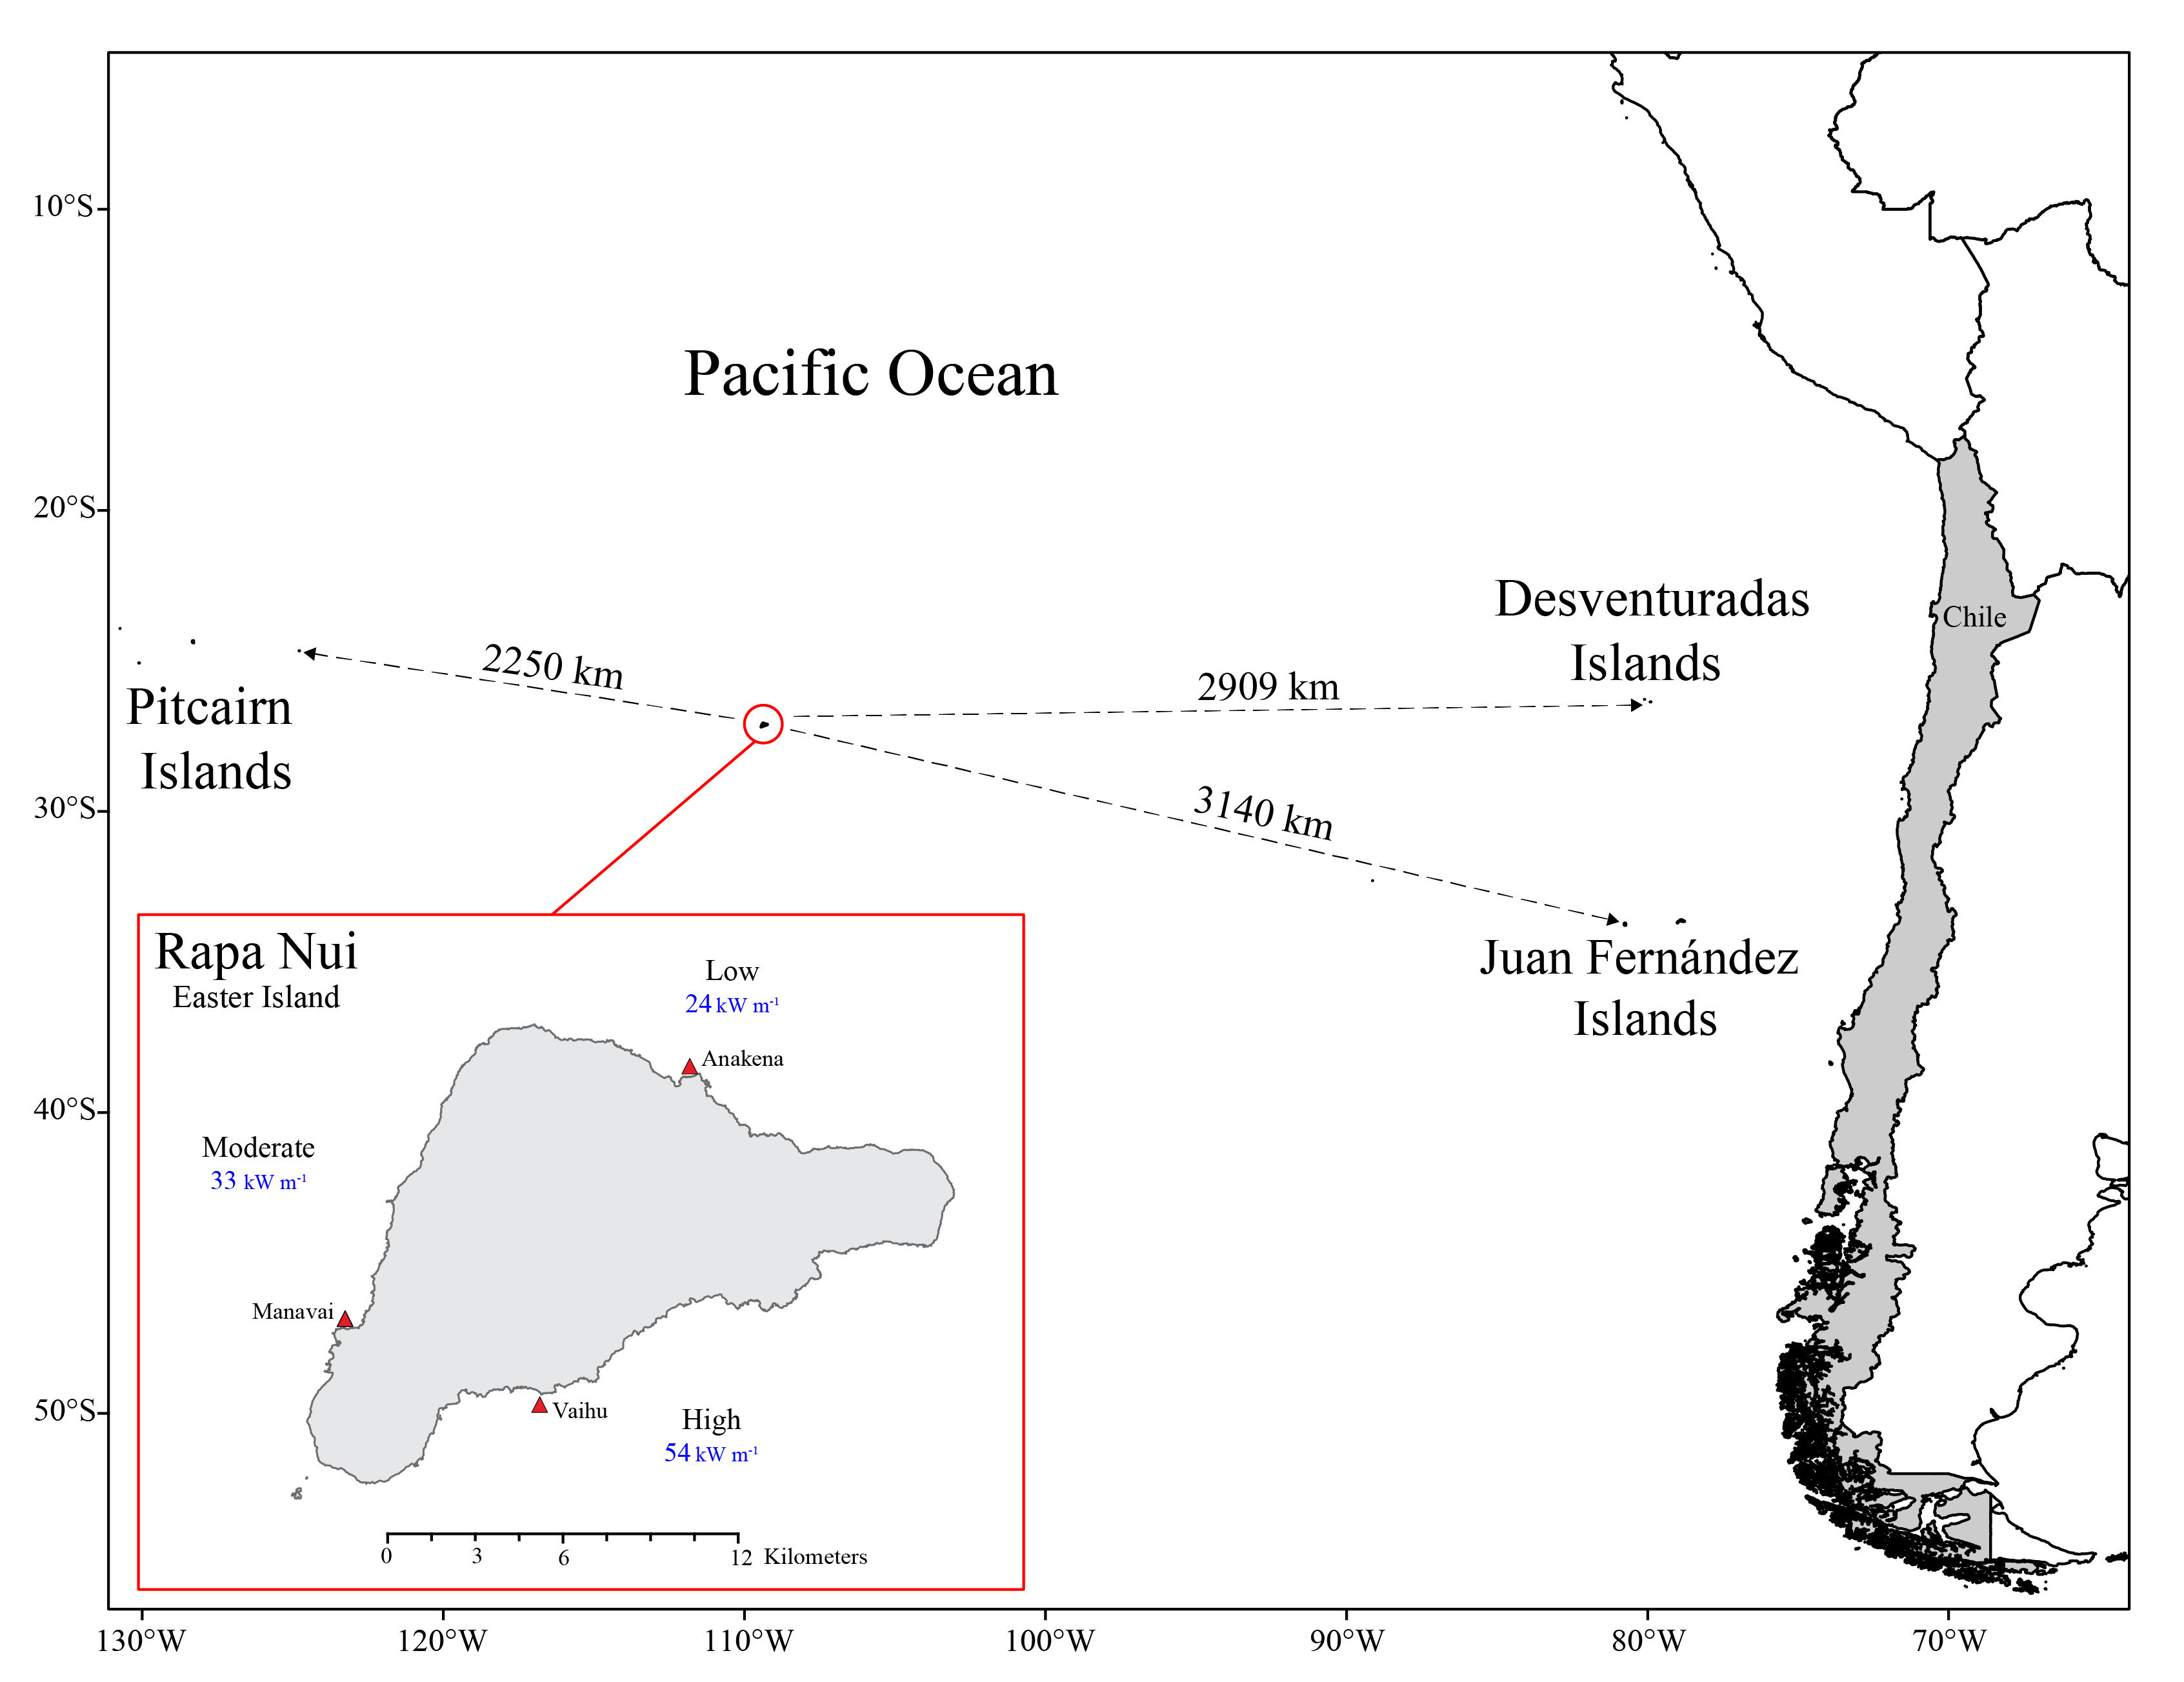 10°S
20°S
30°S
40°S
50°S
130°W
120°W
110°W
100°W
90°W
80°W
70°W
Pacific Ocean
Desventuradas
Islands
Chile
2250 km
2909 km
3140 km
Pitcairn
Islands
Juan Fernández
Islands
Rapa Nui
Easter Island
Low
24 kW m⁻¹
Anakena
Moderate
33 kW m⁻¹
Manavai
Vaihu
High
54 kW m⁻¹
0 3 6 12 Kilometers